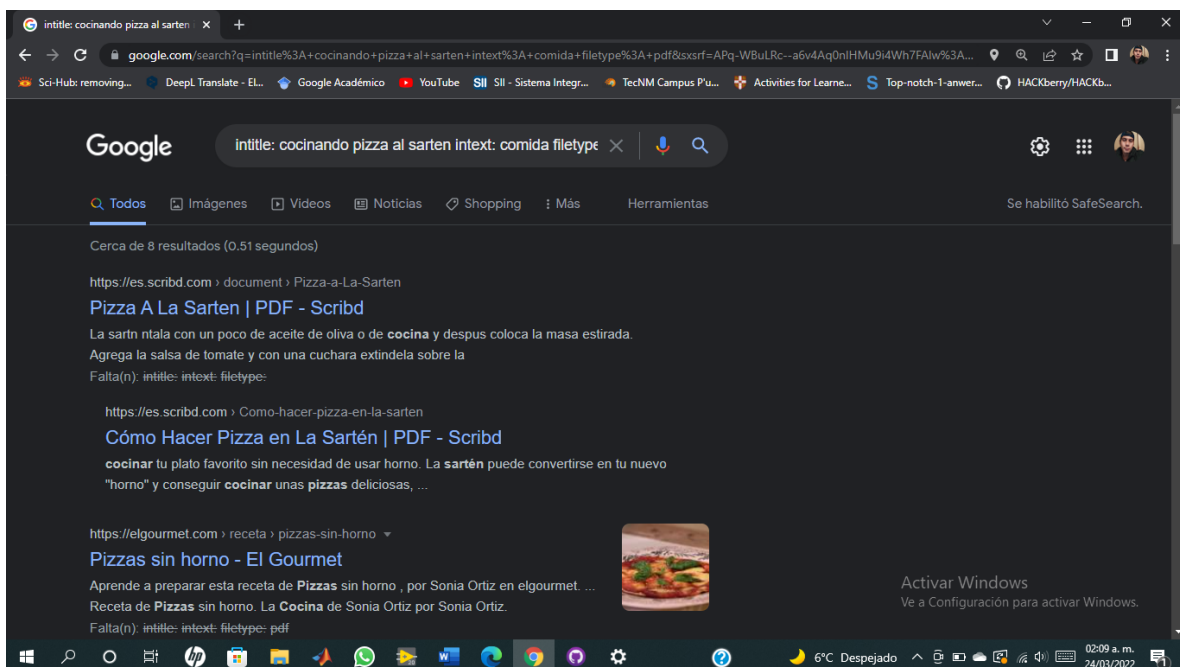 intitle: cocinando pizza al sarten
google.com/search?q=intitle%3A+cocinando+pizza+al+sarten+intext%3A+comida+filetype%3A+pdf&sxsrf=APq-WBuLRc--a6v4Aq0nIHMu9i4Wh7FAlw%3A...
Sci-Hub: removing... DeepL Translate - EL... Google Académico YouTube SII SII - Sistema Integr... TecNM Campus P'u... Activities for Learne... S Top-notch-1-anwer... HACKberry/HACKb...
Google
intitle: cocinando pizza al sarten intext: comida filetype
Todos Imágenes Videos Noticias Shopping Más Herramientas Se habilitó SafeSearch.
Cerca de 8 resultados (0.51 segundos)
https://es.scribd.com › document › Pizza-a-La-Sarten
Pizza A La Sarten | PDF - Scribd
La sartn ntala con un poco de aceite de oliva o de cocina y despus coloca la masa estirada.
Agrega la salsa de tomate y con una cuchara extindela sobre la
Falta(n): intitle: intext: filetype:
https://es.scribd.com › Como-hacer-pizza-en-la-sarten
Cómo Hacer Pizza en La Sartén | PDF - Scribd
cocinar tu plato favorito sin necesidad de usar horno. La sartén puede convertirse en tu nuevo
"horno" y conseguir cocinar unas pizzas deliciosas, ...
https://elgourmet.com › receta › pizzas-sin-horno
Pizzas sin horno - El Gourmet
Aprende a preparar esta receta de Pizzas sin horno , por Sonia Ortiz en elgourmet. ...
Receta de Pizzas sin horno. La Cocina de Sonia Ortiz por Sonia Ortiz.
Falta(n): intitle: intext: filetype: pdf
Activar Windows
Ve a Configuración para activar Windows.
hp
6°C Despejado
02:09 a. m.
24/03/2022